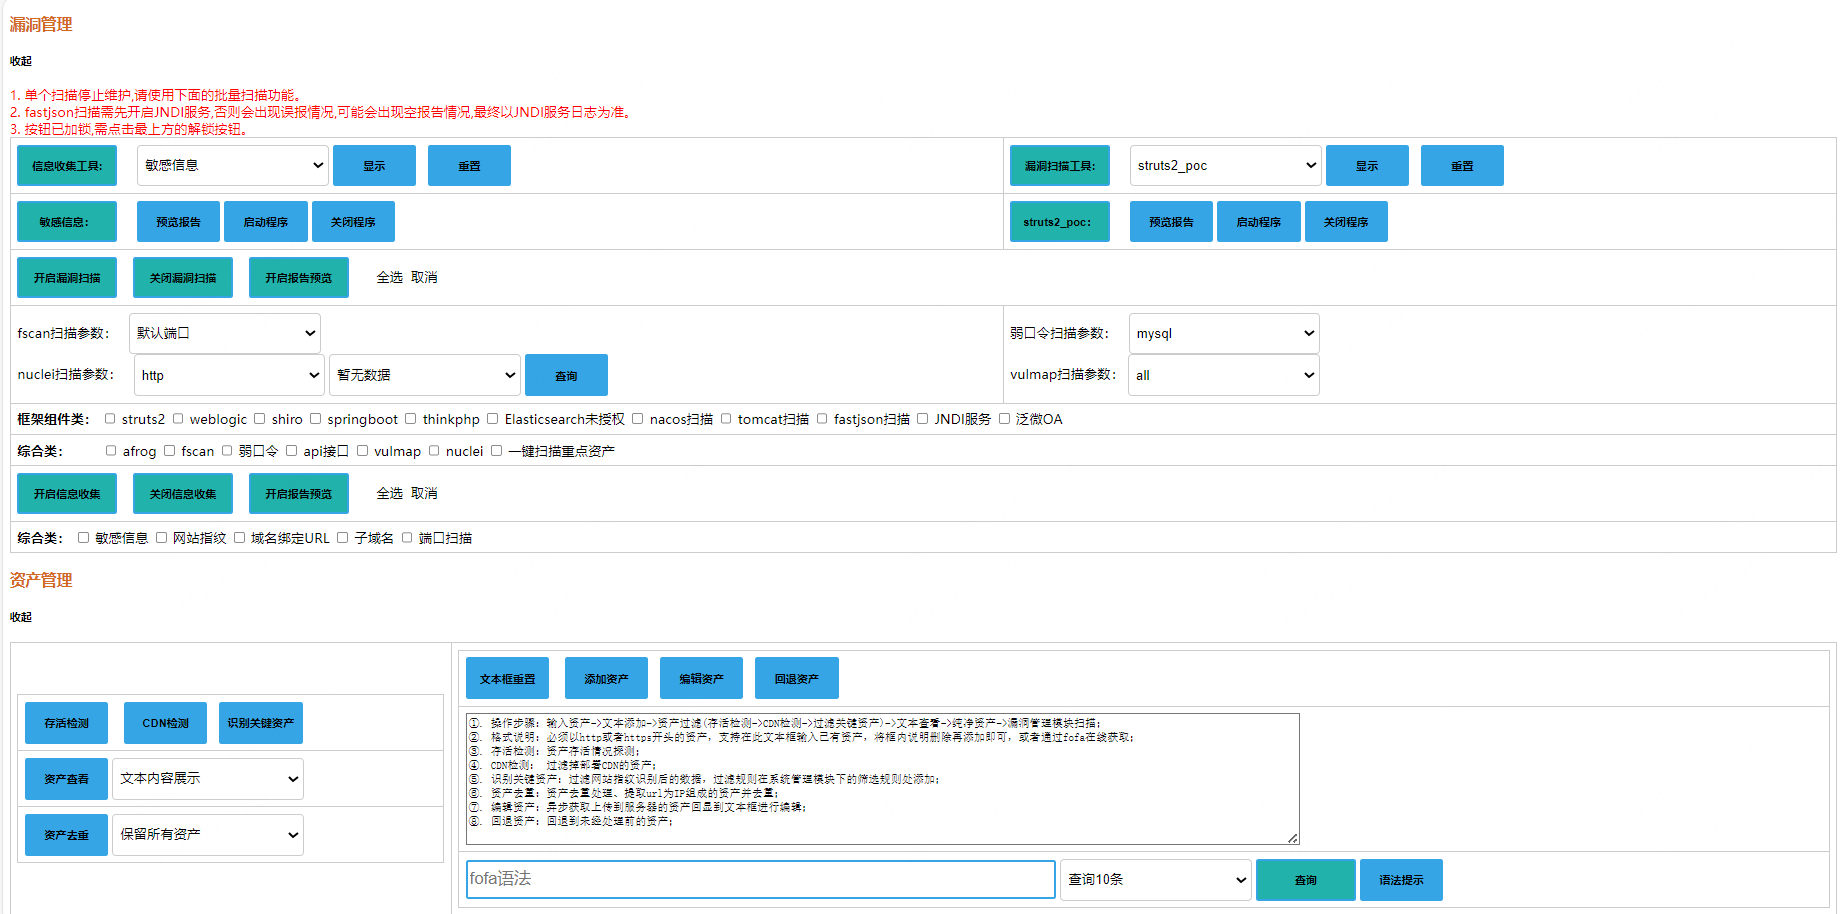 漏洞管理
收起
1. 单个扫描停止维护,请使用下面的批量扫描功能。
2. fastjson扫描需先开启JNDI服务,否则会出现误报情况,可能会出现空报告情况,最终以JNDI服务日志为准。
3. 按钮已加锁,需点击最上方的解锁按钮。
信息收集工具: 敏感信息 显示 重置 漏洞扫描工具: struts2_poc 显示 重置
敏感信息: 预览报告 启动程序 关闭程序 struts2_poc: 预览报告 启动程序 关闭程序
开启漏洞扫描 关闭漏洞扫描 开启报告预览 全选 取消
fscan扫描参数: 默认端口 弱口令扫描参数: mysql
nuclei扫描参数: http 暂无数据 查询 vulmap扫描参数: all
框架组件类: struts2 weblogic shiro springboot thinkphp Elasticsearch未授权 nacos扫描 tomcat扫描 fastjson扫描 JNDI服务 泛微OA
综合类: afrog fscan 弱口令 api接口 vulmap nuclei 一键扫描重点资产
开启信息收集 关闭信息收集 开启报告预览 全选 取消
综合类: 敏感信息 网站指纹 域名绑定URL 子域名 端口扫描
资产管理
收起
文本框重置 添加资产 编辑资产 回退资产
存活检测 CDN检测 识别关键资产
资产查看 文本内容展示
资产去重 保留所有资产
①. 操作步骤: 输入资产->文本添加->资产过滤(存活检测->CDN检测->过滤关键资产)->文本查看->纯净资产->漏洞管理模块扫描;
②. 格式说明: 必须以http或者https开头的资产, 支持在此文本框输入已有资产, 将框内说明删除再添加即可, 或者通过fofa在线获取;
③. 存活检测: 资产存活情况探测;
④. CDN检测: 过滤掉部署CDN的资产;
⑤. 识别关键资产: 过滤网站指纹识别后的数据, 过滤规则在系统管理模块下的筛选规则处添加;
⑥. 资产去重: 资产去重处理、提取url为IP组成的资产并去重;
⑦. 编辑资产: 异步获取上传到服务器的资产回显到文本框进行编辑;
⑧. 回退资产: 回退到未经处理前的资产;
fofa语法 查询10条 查询 语法提示